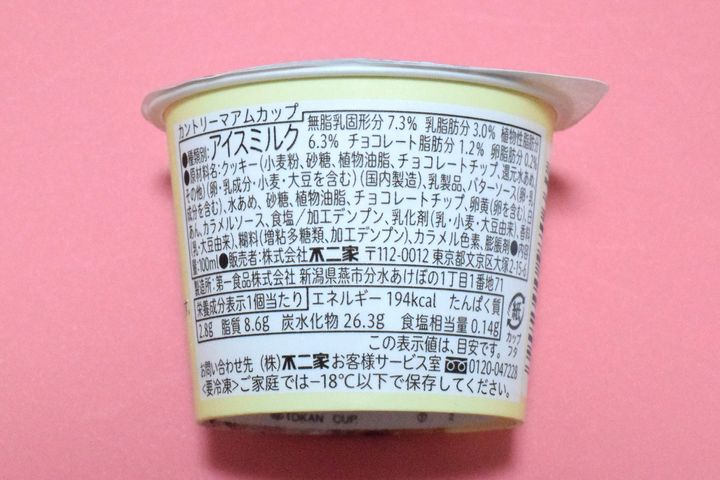 カントリーマアムカップ
●種類別:アイスミルク
無脂乳固形分 7.3% 乳脂肪分 3.0% 植物性脂肪分
6.3% チョコレート脂肪分 1.2% 卵脂肪分 0.2%
●原材料名:クッキー(小麦粉、砂糖、植物油脂、チョコレートチップ、還元水あめ、
その他)(卵・乳成分・小麦・大豆を含む)(国内製造)、乳製品、バターソース(卵・乳
成分を含む)、水あめ、砂糖、植物油脂、チョコレートチップ、卵黄(卵を含む)、白
あん、カラメルソース、食塩/加工デンプン、乳化剤(乳・小麦・大豆由来)、香料
(乳・大豆由来)、糊料(増粘多糖類、加工デンプン)、カラメル色素、膨脹剤●内容
量:100ml●販売者:株式会社不二家 〒112-0012 東京都文京区大塚2-15-6
製造所:第一食品株式会社 新潟県燕市分水あけぼの1丁目1番地71
栄養成分表示1個当たり エネルギー 194kcal たんぱく質
2.8g 脂質 8.6g 炭水化物 26.3g 食塩相当量 0.14g
この表示値は、目安です。
紙
カップ
フタ
お問い合わせ先 (株)不二家お客様サービス室 0120-047228
<要冷凍>ご家庭では-18℃以下で保存してください。
TOKAN CUP